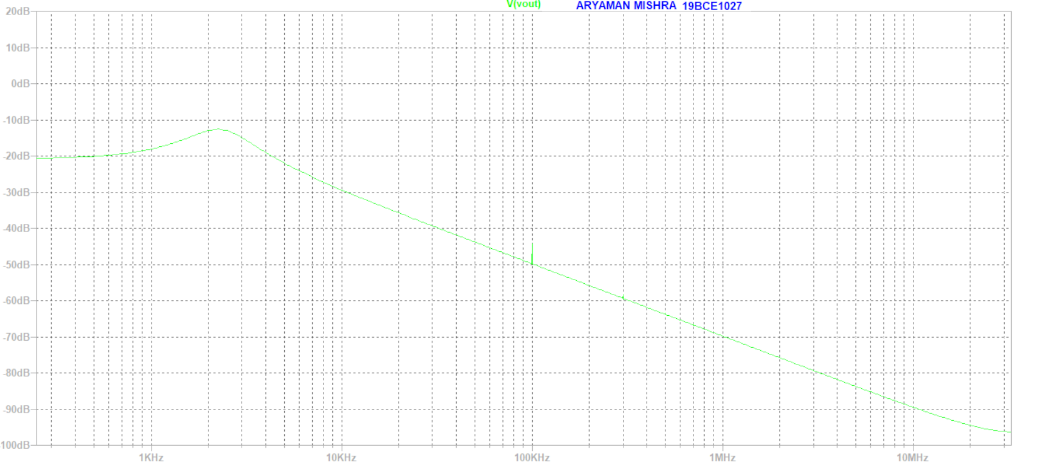 V(vout) ARYAMAN MISHRA 19BCE1027
20dB
10dB
0dB
-10dB
-20dB
-30dB
-40dB
-50dB
-60dB
-70dB
-80dB
-90dB
-100dB
1KHz 10KHz 100KHz 1MHz 10MHz